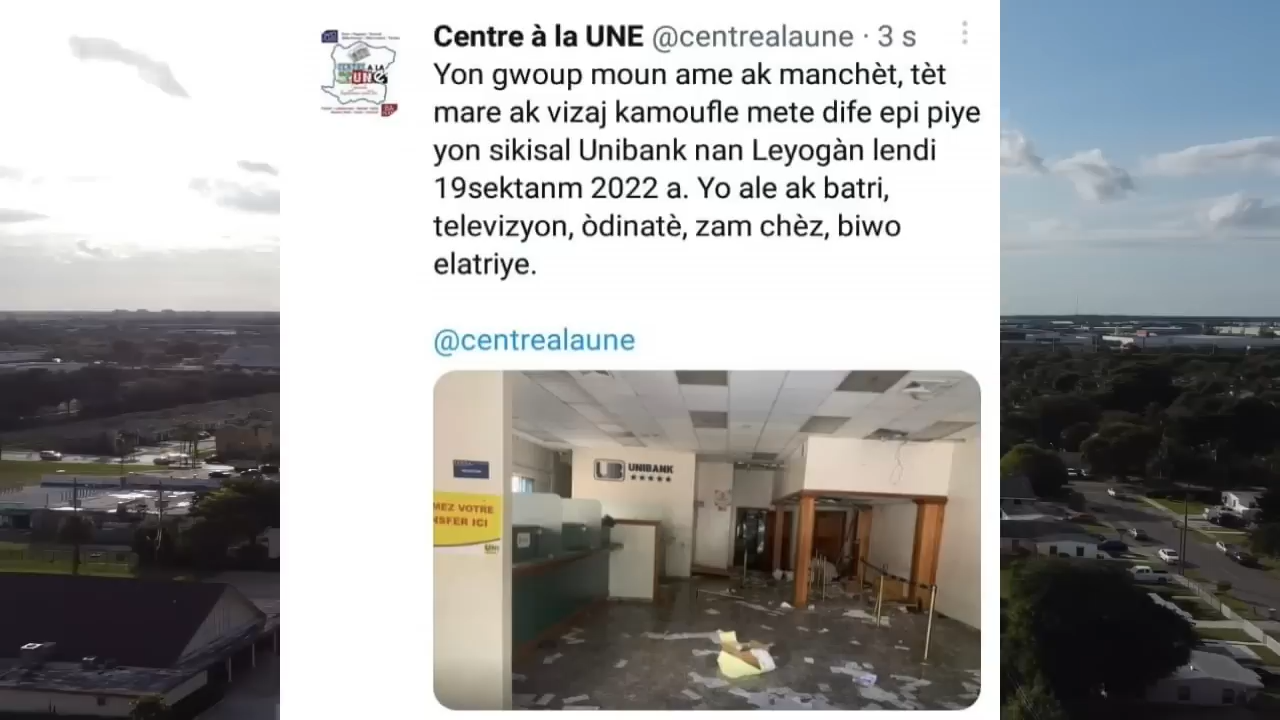 Centre à la UNE @centrealaune · 3 s
Yon gwoup moun ame ak manchèt, tèt
mare ak vizaj kamoufle mete dife epi piye
yon sikisal Unibank nan Leyogàn lendi
19sektanm 2022 a. Yo ale ak batri,
televizyon, òdinatè, zam chèz, biwo
elatriye.
@centrealaune
UNIBANK
MEZ VOTRE
NSFER ICI